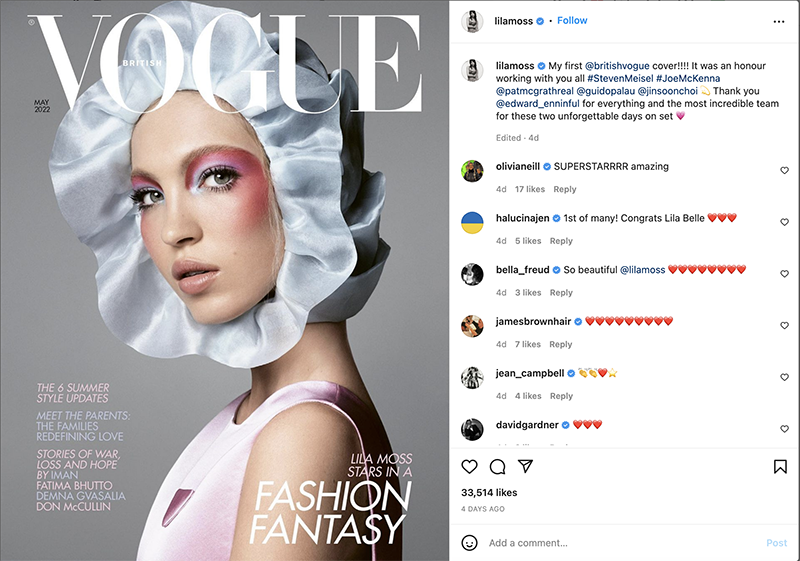 VOGUE
®
BRITISH
MAY
2022
THE 6 SUMMER
STYLE UPDATES
MEET THE PARENTS:
THE FAMILIES
REDEFINING LOVE
STORIES OF WAR,
LOSS AND HOPE
BY IMAN
FATIMA BHUTTO
DEMNA GVASALIA
DON McCULLIN
LILA MOSS
STARS IN A
FASHION
FANTASY
lilamoss • Follow
lilamoss My first @britishvogue cover!!!! It was an honour
working with you all #StevenMeisel #JoeMcKenna
@patmcgrathreal @guidopalau @jinsoonchoi 💫 Thank you
@edward_enninful for everything and the most incredible team
for these two unforgettable days on set 💗
Edited · 4d
olivianeill SUPERSTARRRR amazing
4d 17 likes Reply
halucinajen 1st of many! Congrats Lila Belle ❤️❤️❤️
4d 5 likes Reply
bella_freud So beautiful @lilamoss ❤️❤️❤️❤️❤️❤️❤️❤️
4d 3 likes Reply
jamesbrownhair ❤️❤️❤️❤️❤️❤️❤️❤️❤️
4d 7 likes Reply
jean_campbell 👏👏❤️⭐
4d 4 likes Reply
davidgardner ❤️❤️❤️
33,514 likes
4 DAYS AGO
Add a comment...
Post